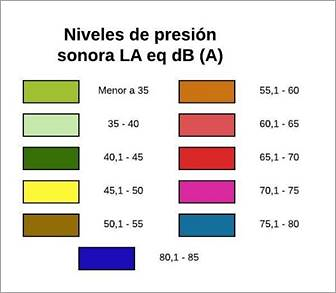 Niveles de presión
sonora LA eq dB (A)
Menor a 35
35 - 40
40,1 - 45
45,1 - 50
50,1 - 55
55,1 - 60
60,1 - 65
65,1 - 70
70,1 - 75
75,1 - 80
80,1 - 85